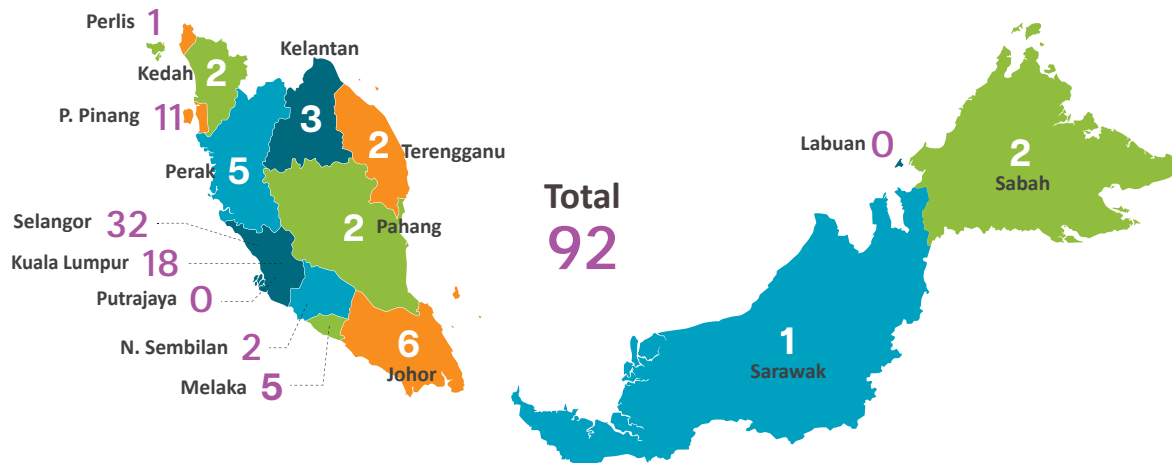 Perlis 1
Kedah 2
P. Pinang 11
Kelantan
3
2
Terengganu
Perak 5
Selangor 32
2
Pahang
Kuala Lumpur 18
Putrajaya 0
N. Sembilan 2
Melaka 5
6
Johor
Total
92
Labuan 0
2
Sabah
1
Sarawak